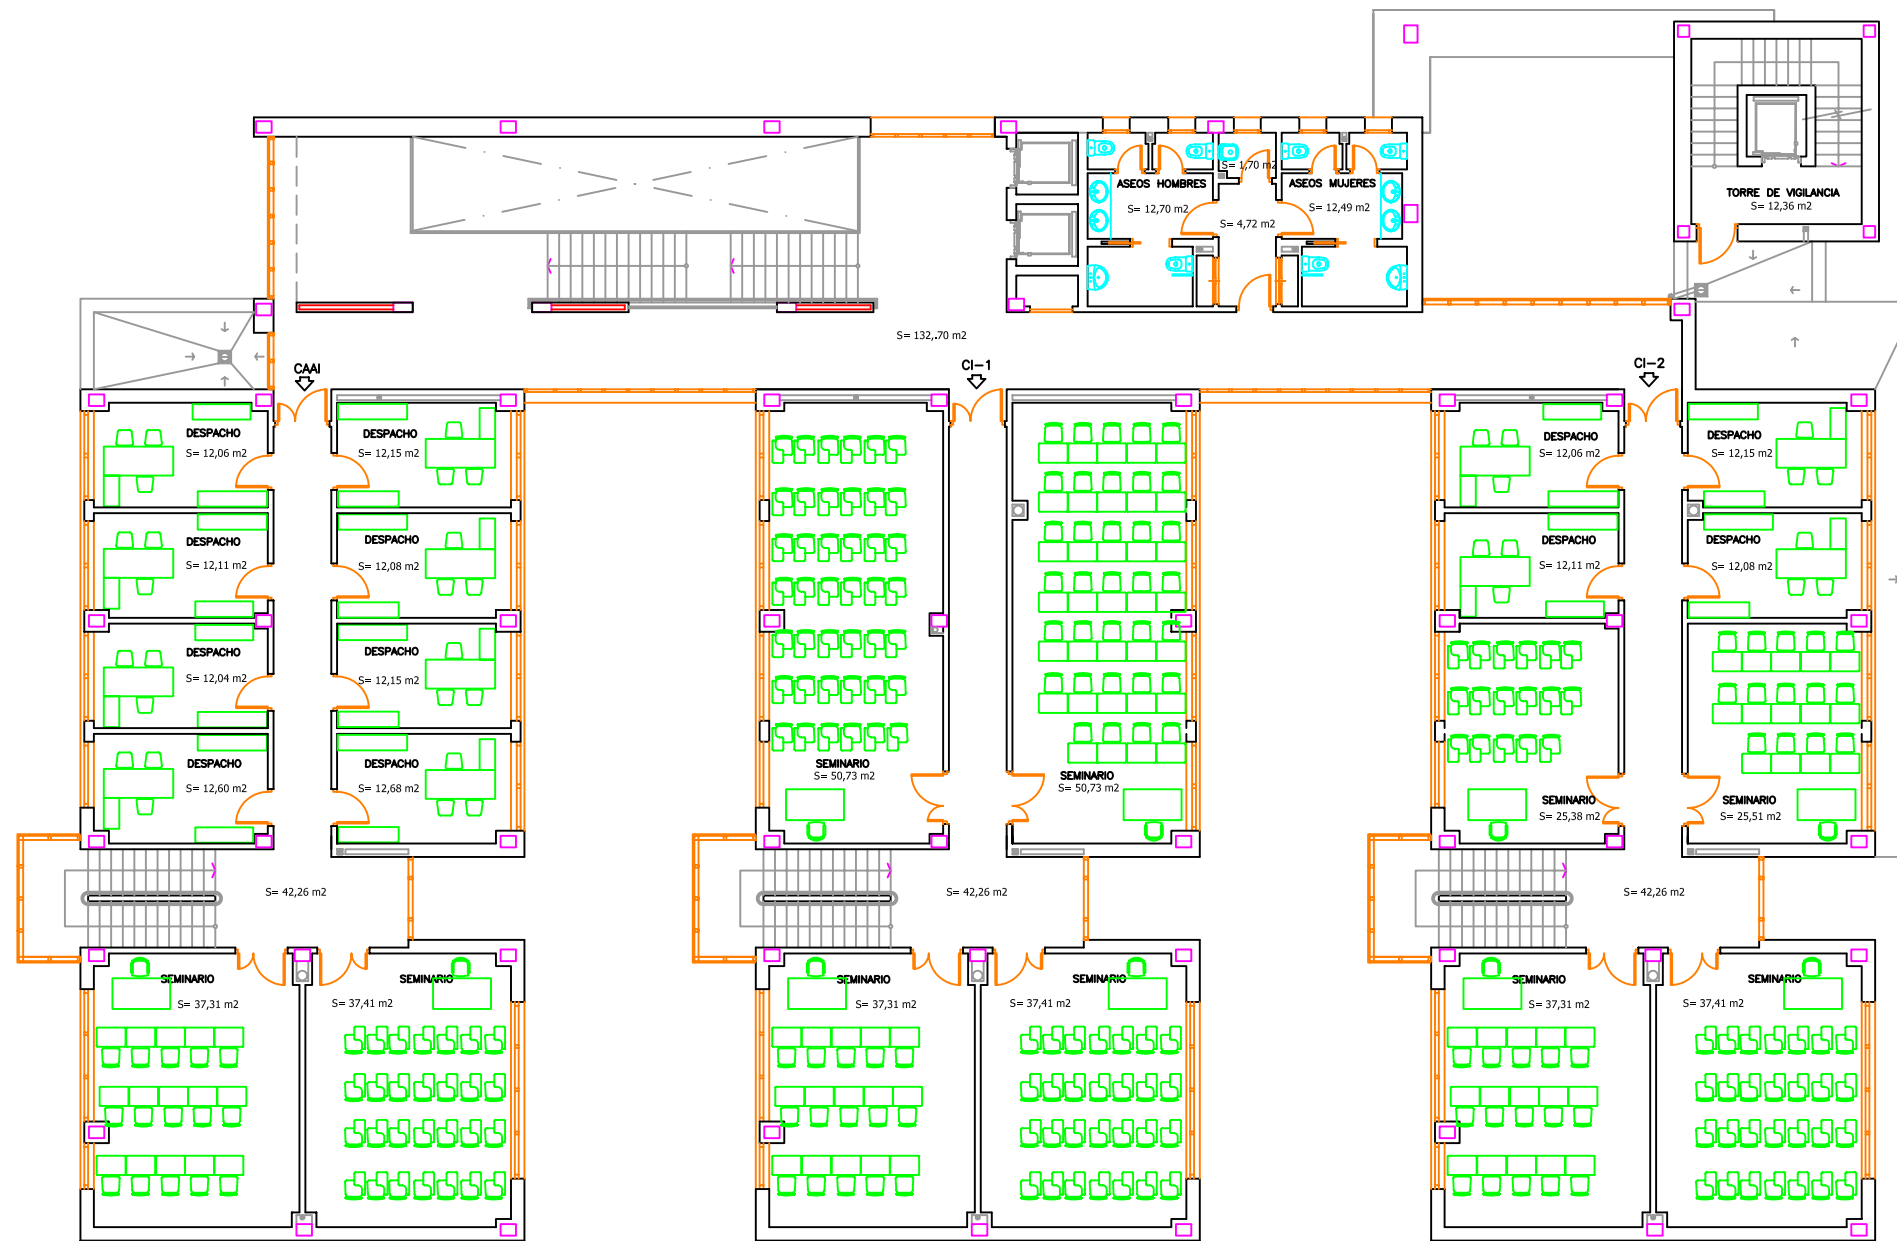 S= 1,70 m2
ASEOS HOMBRES
S= 12,70 m2
S= 4,72 m2
ASEOS MUJERES
S= 12,49 m2
TORRE DE VIGILANCIA
S= 12,36 m2
S= 132,.70 m2
CAAI
CI-1
CI-2
DESPACHO
S= 12,06 m2
DESPACHO
S= 12,15 m2
DESPACHO
S= 12,11 m2
DESPACHO
S= 12,08 m2
DESPACHO
S= 12,04 m2
DESPACHO
S= 12,15 m2
DESPACHO
S= 12,60 m2
DESPACHO
S= 12,68 m2
SEMINARIO
S= 50,73 m2
SEMINARIO
S= 50,73 m2
DESPACHO
S= 12,06 m2
DESPACHO
S= 12,15 m2
DESPACHO
S= 12,11 m2
DESPACHO
S= 12,08 m2
SEMINARIO
S= 25,38 m2
SEMINARIO
S= 25,51 m2
S= 42,26 m2
S= 42,26 m2
S= 42,26 m2
SEMINARIO
S= 37,31 m2
SEMINARIO
S= 37,41 m2
SEMINARIO
S= 37,31 m2
SEMINARIO
S= 37,41 m2
SEMINARIO
S= 37,31 m2
SEMINARIO
S= 37,41 m2